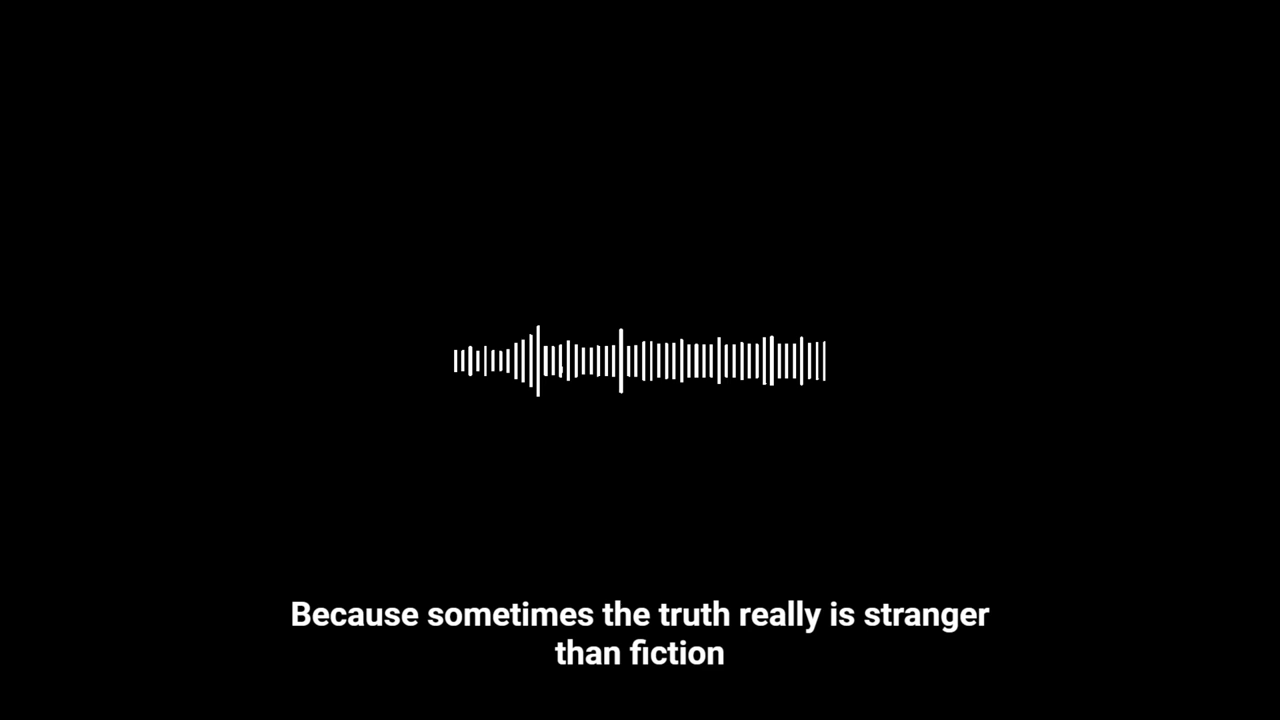 Because sometimes the truth really is stranger
than fiction